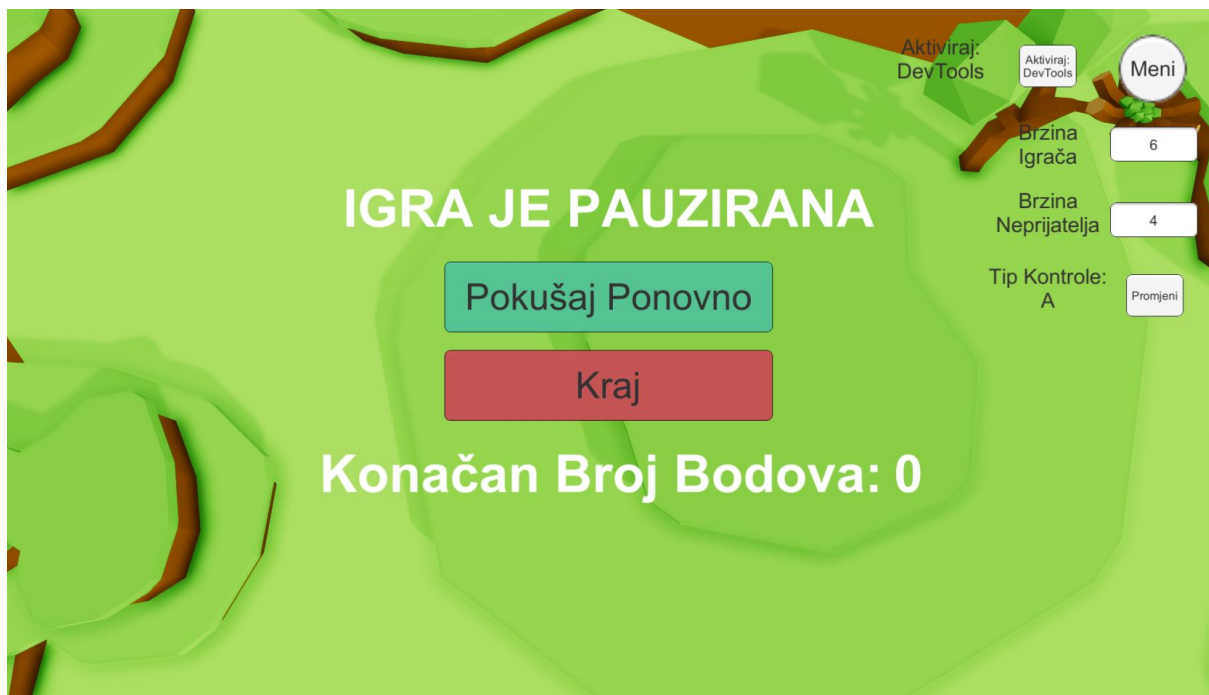 Aktiviraj:
DevTools
Aktiviraj:
DevTools
Meni
Brzina
Igrača
6
Brzina
Neprijatelja
4
Tip Kontrole:
A
Promjeni
IGRA JE PAUZIRANA
Pokušaj Ponovno
Kraj
Konačan Broj Bodova: 0